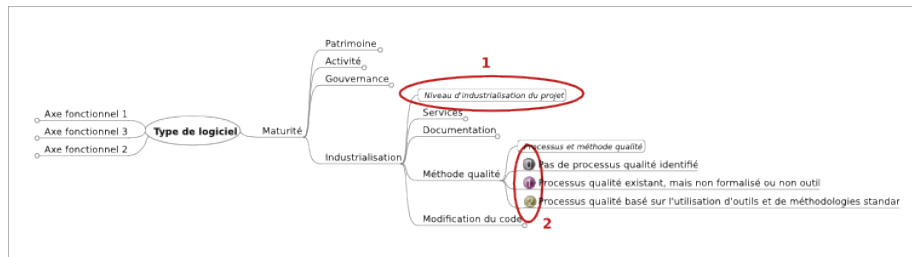 Patrimoine
Activité
Gouvernance
1
Niveau d'industrialisation du projet
Services
Documentation
Axe fonctionnel 1
Axe fonctionnel 3
Axe fonctionnel 2
Type de logiciel
Maturité
Industrialisation
Processus et méthode qualité
Méthode qualité
0 Pas de processus qualité identifié
1 Processus qualité existant, mais non formalisé ou non outil
2 Processus qualité basé sur l'utilisation d'outils et de méthodologies standar
Modification du code
2